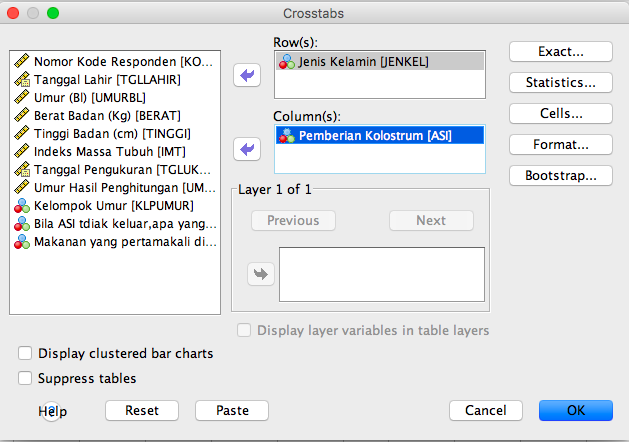 Crosstabs
Nomor Kode Responden [KO...
Tanggal Lahir [TGLLAHIR]
Umur (Bl) [UMURBL]
Berat Badan (Kg) [BERAT]
Tinggi Badan (cm) [TINGGI]
Indeks Massa Tubuh [IMT]
Tanggal Pengukuran [TGLUK...
Umur Hasil Penghitungan [UM...
Kelompok Umur [KLPUMUR]
Bila ASI tdiak keluar,apa yang...
Makanan yang pertamakali di...
Row(s):
Jenis Kelamin [JENKEL]
Column(s):
Pemberian Kolostrum [ASI]
Layer 1 of 1
Previous
Next
Display layer variables in table layers
Exact...
Statistics...
Cells...
Format...
Bootstrap...
Display clustered bar charts
Suppress tables
Help
Reset
Paste
Cancel
OK